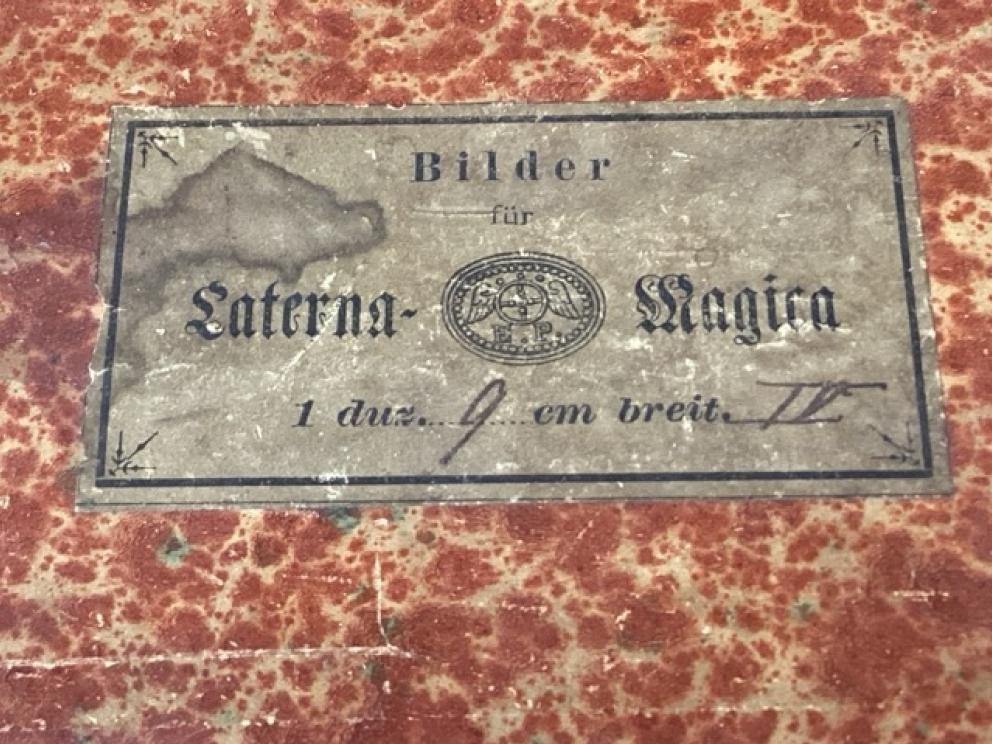 Bilder
für
Laterna- Magica
E.P.
1 duz. 9 cm breit. IV